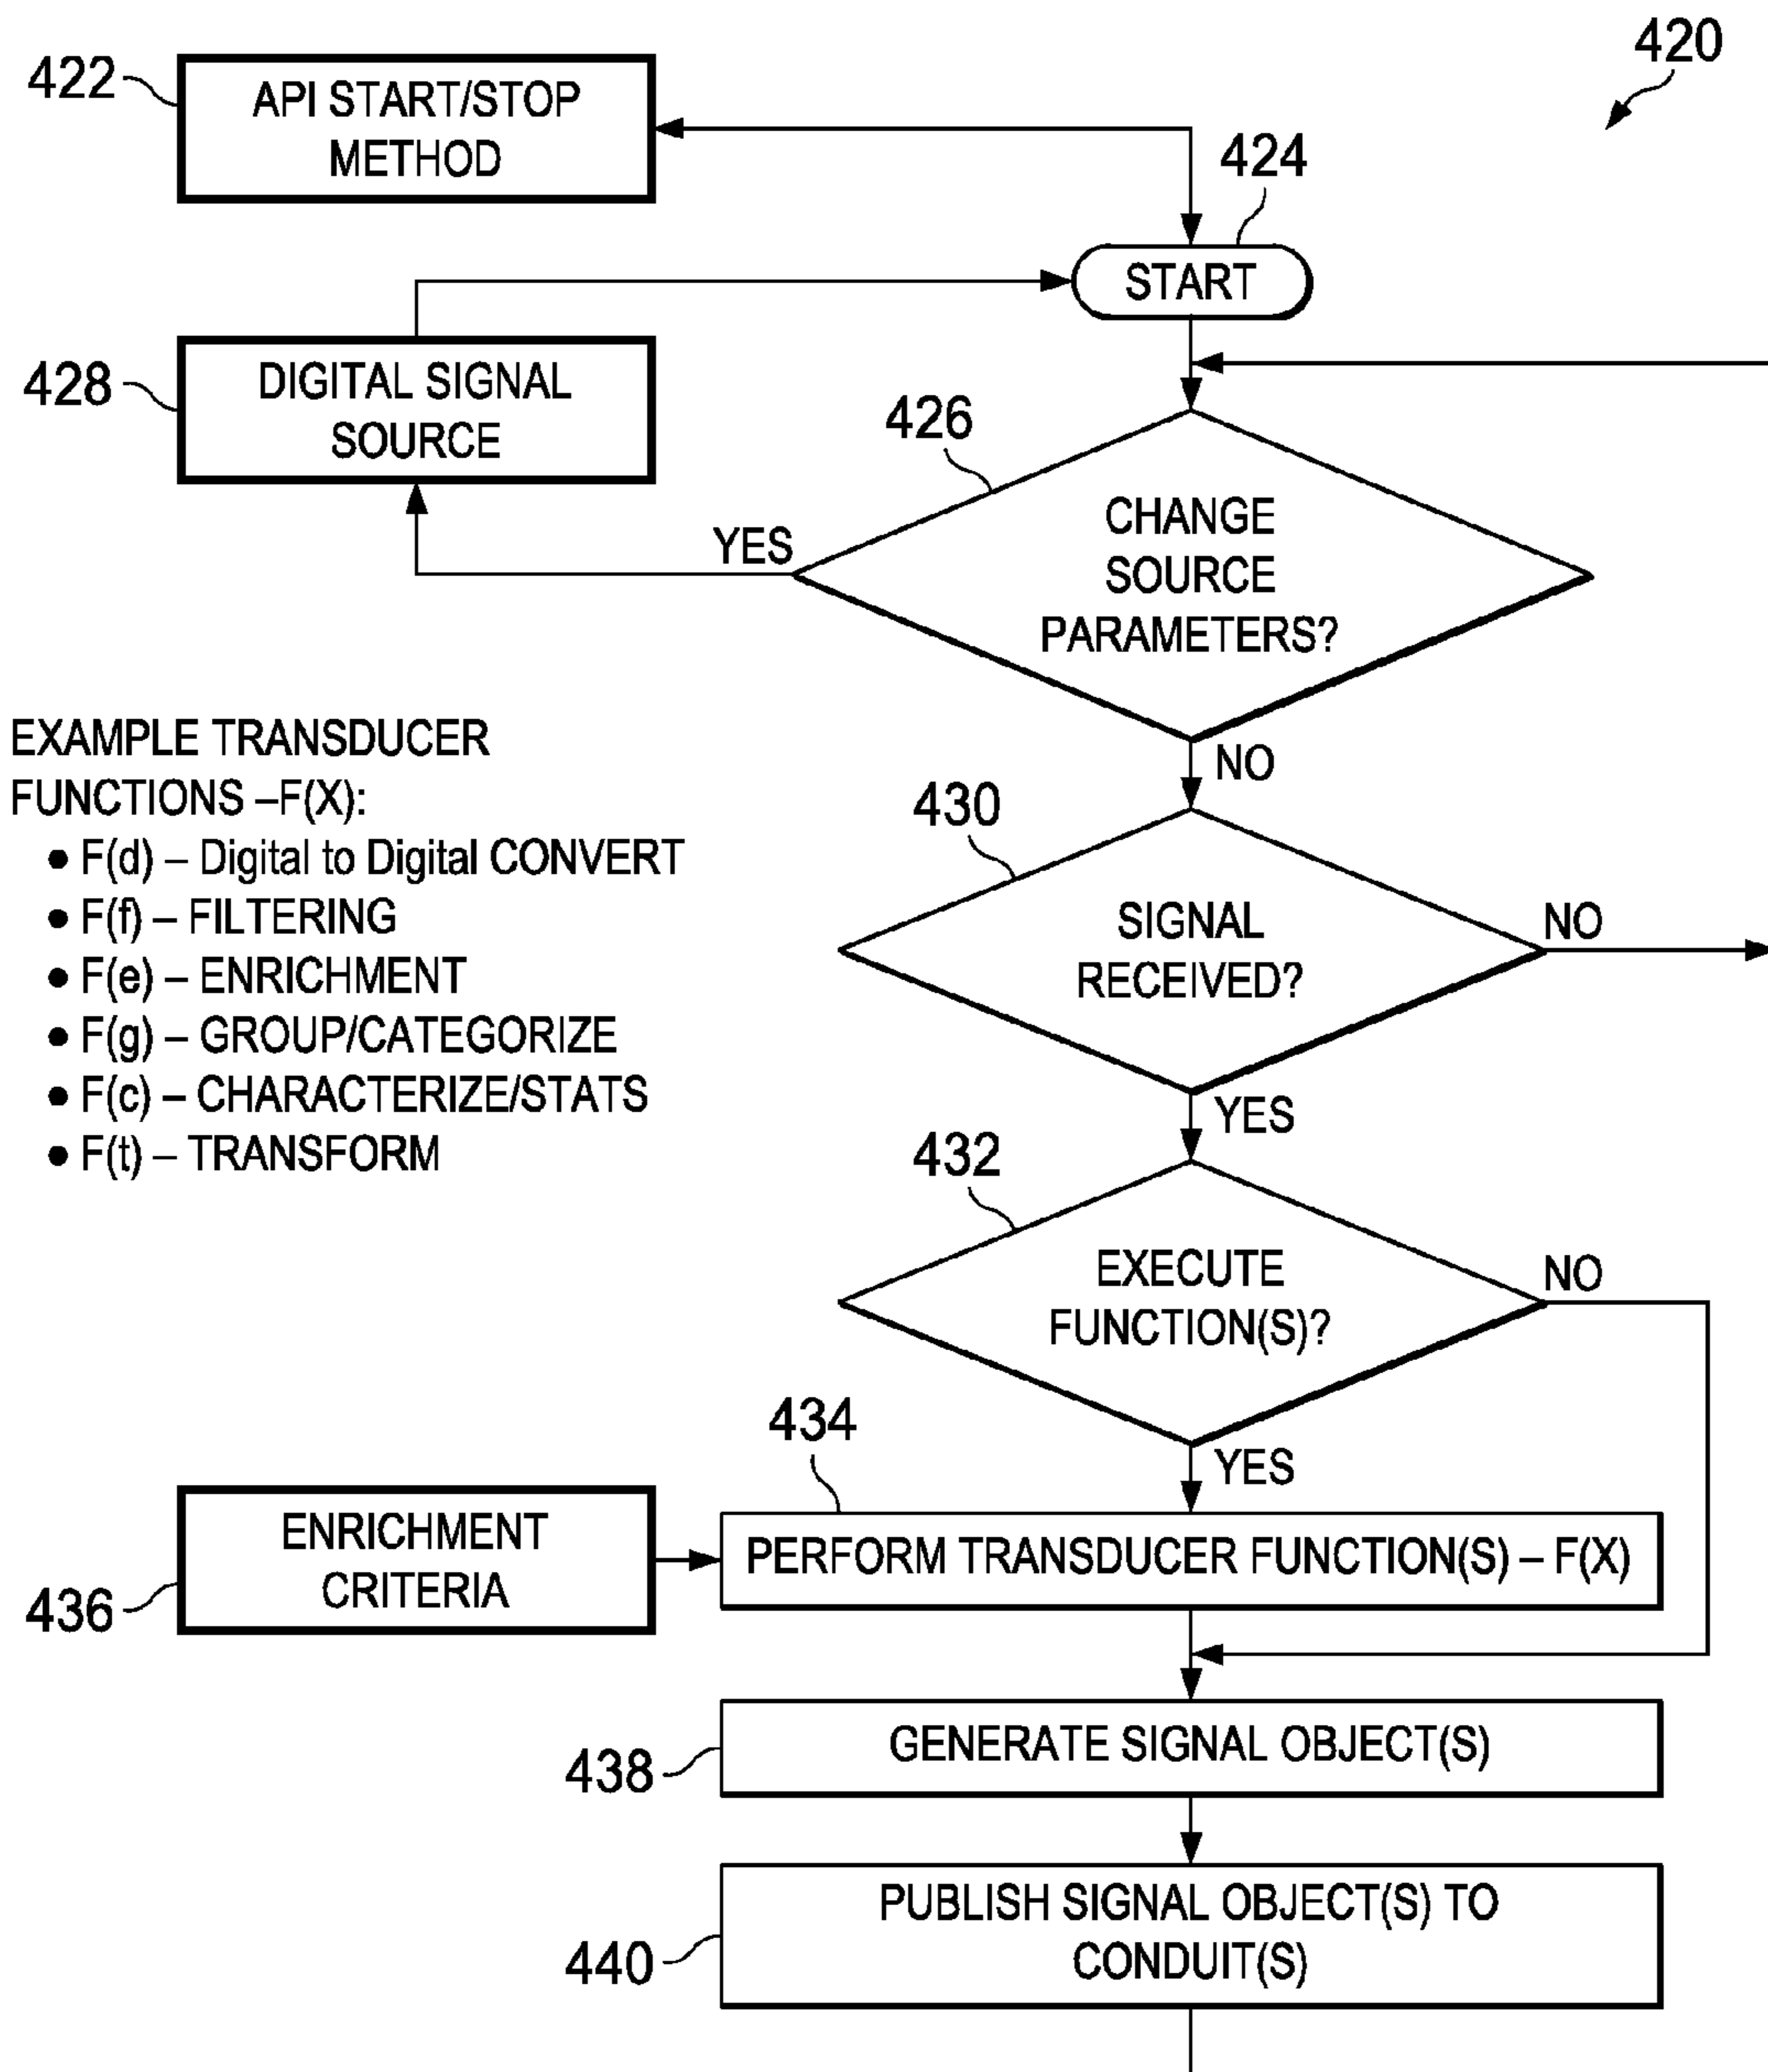 420
422
API START/STOP
METHOD
424
START
428
DIGITAL SIGNAL
SOURCE
426
CHANGE
SOURCE
PARAMETERS?
YES
NO
EXAMPLE TRANSDUCER
FUNCTIONS –F(X):
• F(d) – Digital to Digital CONVERT
• F(f) – FILTERING
• F(e) – ENRICHMENT
• F(g) – GROUP/CATEGORIZE
• F(c) – CHARACTERIZE/STATS
• F(t) – TRANSFORM
430
SIGNAL
RECEIVED?
NO
YES
432
EXECUTE
FUNCTION(S)?
NO
YES
434
PERFORM TRANSDUCER FUNCTION(S) – F(X)
ENRICHMENT
CRITERIA
436
438
GENERATE SIGNAL OBJECT(S)
440
PUBLISH SIGNAL OBJECT(S) TO
CONDUIT(S)